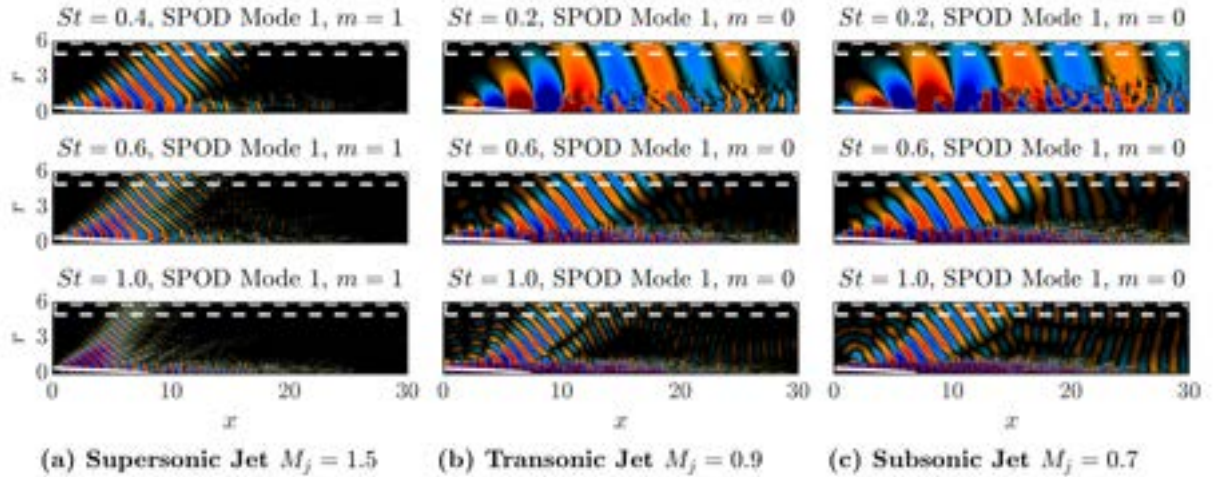 St = 0.4, SPOD Mode 1, m = 1
St = 0.2, SPOD Mode 1, m = 0
St = 0.2, SPOD Mode 1, m = 0
6
r 3
0
St = 0.6, SPOD Mode 1, m = 1
St = 0.6, SPOD Mode 1, m = 0
St = 0.6, SPOD Mode 1, m = 0
6
r 3
0
St = 1.0, SPOD Mode 1, m = 1
St = 1.0, SPOD Mode 1, m = 0
St = 1.0, SPOD Mode 1, m = 0
6
r 3
0
0 10 20 30
0 10 20 30
0 10 20 30
x
x
x
(a) Supersonic Jet M_j = 1.5
(b) Transonic Jet M_j = 0.9
(c) Subsonic Jet M_j = 0.7